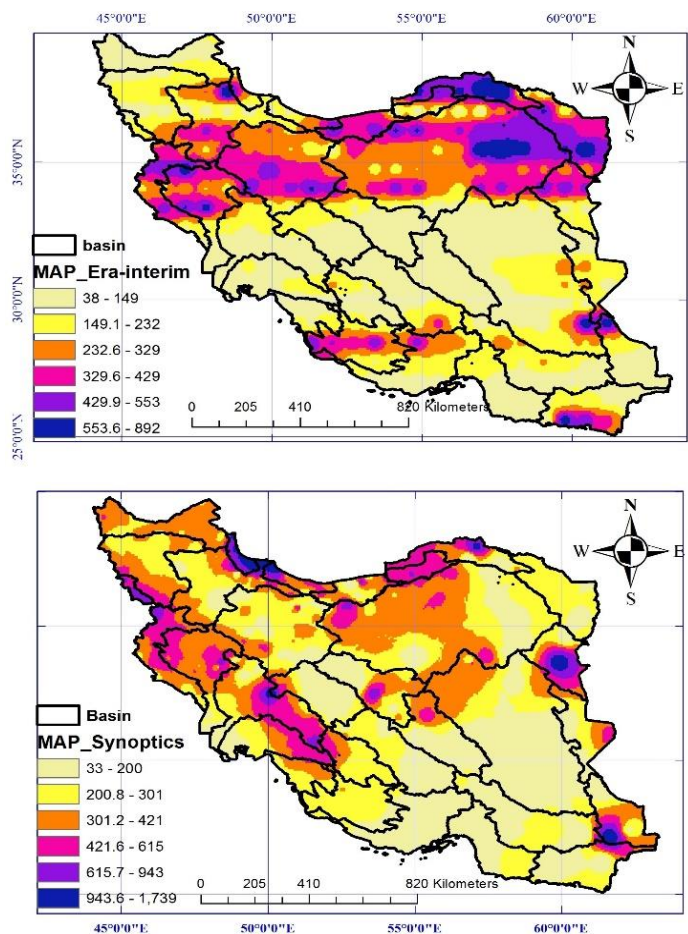 45°0'0"E 50°0'0"E 55°0'0"E 60°0'0"E
N
W E
S
35°0'0"N
30°0'0"N
25°0'0"N
basin
MAP_Era-interim
38 - 149
149.1 - 232
232.6 - 329
329.6 - 429
429.9 - 553
553.6 - 892
0 205 410 820 Kilometers
N
W E
S
Basin
MAP_Synoptics
33 - 200
200.8 - 301
301.2 - 421
421.6 - 615
615.7 - 943
943.6 - 1,739
0 205 410 820 Kilometers
45°0'0"E 50°0'0"E 55°0'0"E 60°0'0"E